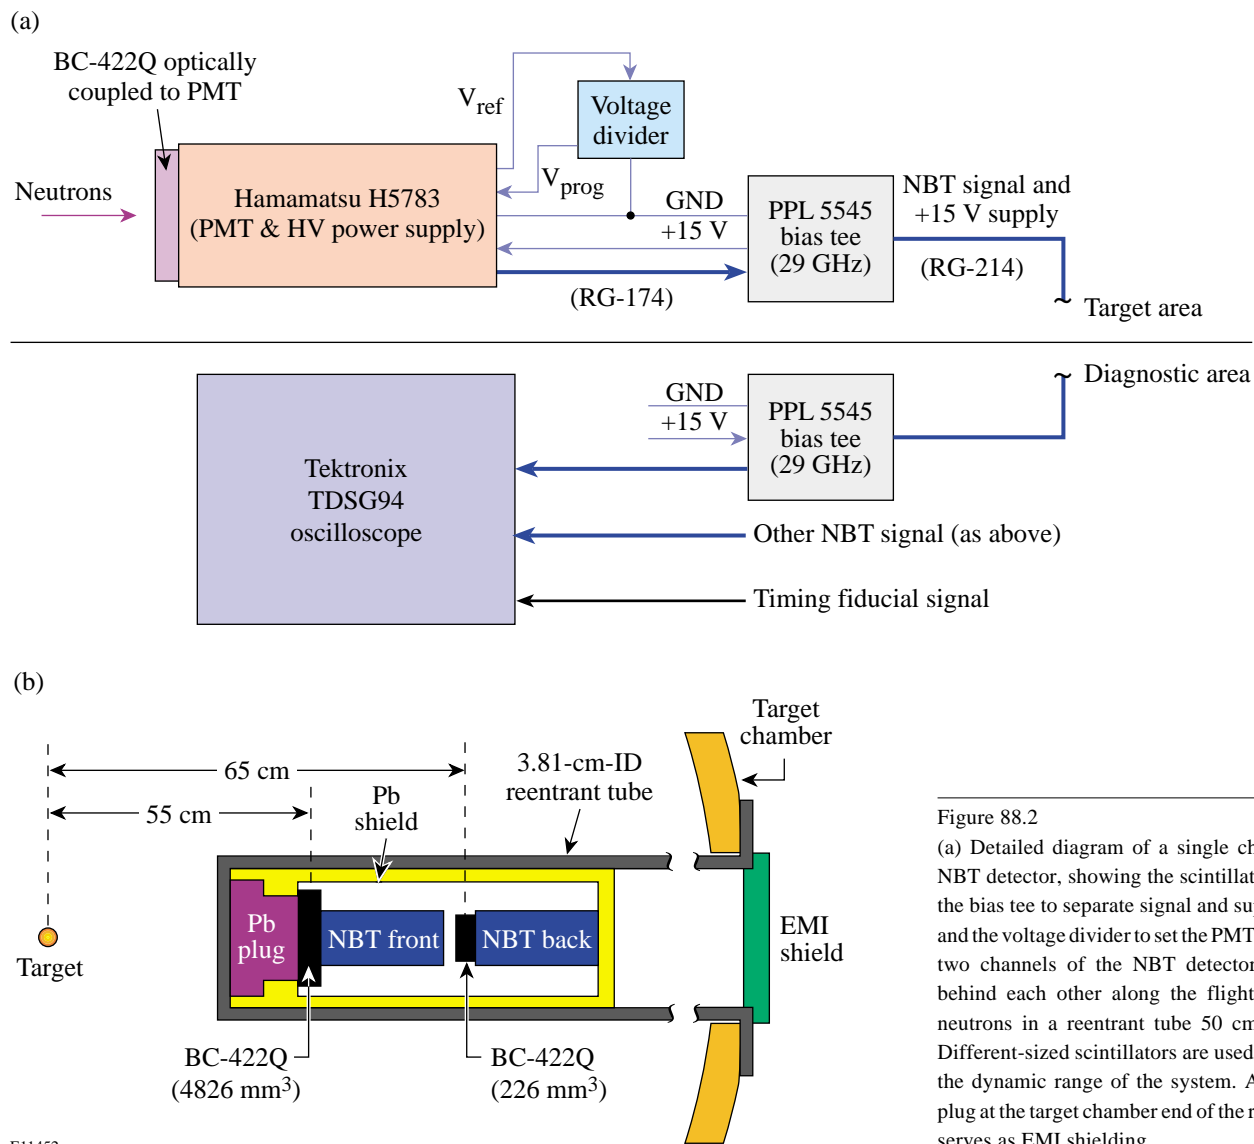 (a)
BC-422Q optically
coupled to PMT
V_ref
Voltage
divider
V_prog
Neutrons
Hamamatsu H5783
(PMT & HV power supply)
GND
+15 V
(RG-174)
PPL 5545
bias tee
(29 GHz)
NBT signal and
+15 V supply
(RG-214)
~
Target area
~
Diagnostic area
Tektronix
TDSG94
oscilloscope
GND
+15 V
PPL 5545
bias tee
(29 GHz)
Other NBT signal (as above)
Timing fiducial signal
(b)
65 cm
55 cm
Pb
shield
3.81-cm-ID
reentrant tube
Target
chamber
Target
Pb
plug
NBT front
NBT back
EMI
shield
BC-422Q
(4826 mm³)
BC-422Q
(226 mm³)
Figure 88.2
(a) Detailed diagram of a single ch
NBT detector, showing the scintillat
the bias tee to separate signal and su
and the voltage divider to set the PMT
two channels of the NBT detector
behind each other along the flight
neutrons in a reentrant tube 50 cm
Different-sized scintillators are used
the dynamic range of the system. A
plug at the target chamber end of the r
serves as EMI shielding